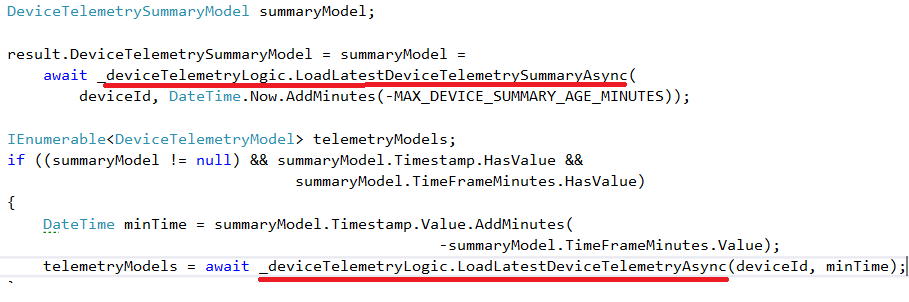 DeviceTelemetrySummaryModel summaryModel;
result.DeviceTelemetrySummaryModel = summaryModel =
await _deviceTelemetryLogic.LoadLatestDeviceTelemetrySummaryAsync(
deviceId, DateTime.Now.AddMinutes(-MAX_DEVICE_SUMMARY_AGE_MINUTES));
IEnumerable<DeviceTelemetryModel> telemetryModels;
if ((summaryModel != null) && summaryModel.Timestamp.HasValue &&
summaryModel.TimeFrameMinutes.HasValue)
{
DateTime minTime = summaryModel.Timestamp.Value.AddMinutes(
-summaryModel.TimeFrameMinutes.Value);
telemetryModels = await _deviceTelemetryLogic.LoadLatestDeviceTelemetryAsync(deviceId, minTime);